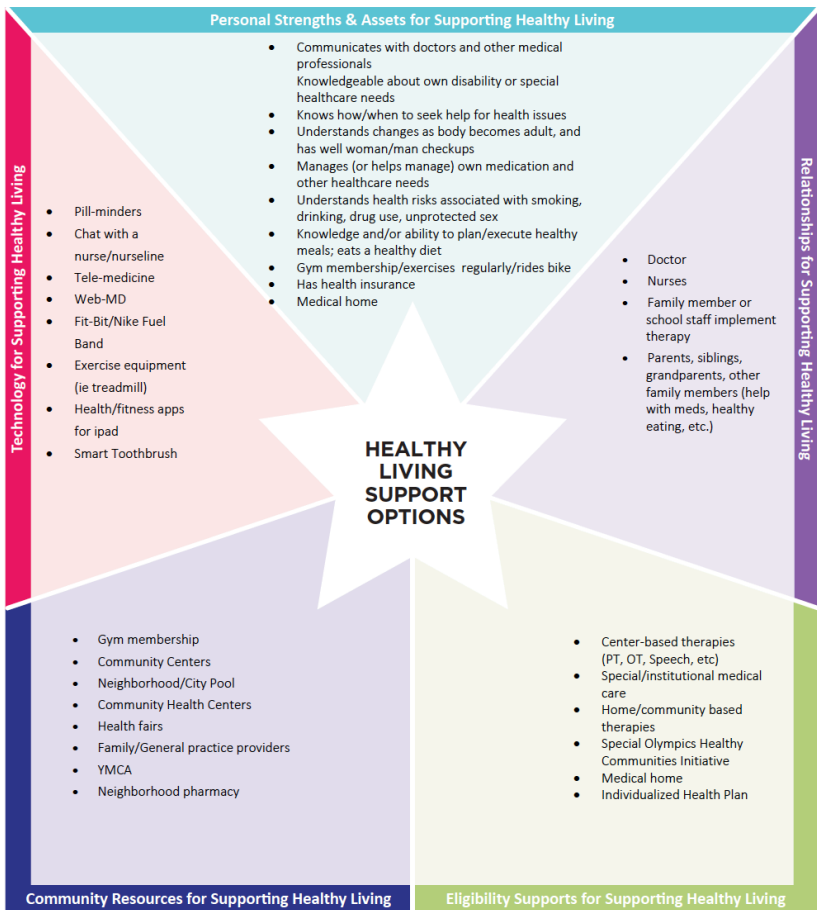 Personal Strengths & Assets for Supporting Healthy Living
• Communicates with doctors and other medical
professionals
Knowledgeable about own disability or special
healthcare needs
• Knows how/when to seek help for health issues
• Understands changes as body becomes adult, and
has well woman/man checkups
• Manages (or helps manage) own medication and
other healthcare needs
• Understands health risks associated with smoking,
drinking, drug use, unprotected sex
• Knowledge and/or ability to plan/execute healthy
meals; eats a healthy diet
• Gym membership/exercises regularly/rides bike
• Has health insurance
• Medical home
Technology for Supporting Healthy Living
• Pill-minders
• Chat with a
nurse/nurseline
• Tele-medicine
• Web-MD
• Fit-Bit/Nike Fuel
Band
• Exercise equipment
(ie treadmill)
• Health/fitness apps
for ipad
• Smart Toothbrush
Relationships for Supporting Healthy Living
• Doctor
• Nurses
• Family member or
school staff implement
therapy
• Parents, siblings,
grandparents, other
family members (help
with meds, healthy
eating, etc.)
HEALTHY
LIVING
SUPPORT
OPTIONS
• Gym membership
• Community Centers
• Neighborhood/City Pool
• Community Health Centers
• Health fairs
• Family/General practice providers
• YMCA
• Neighborhood pharmacy
Community Resources for Supporting Healthy Living
• Center-based therapies
(PT, OT, Speech, etc)
• Special/institutional medical
care
• Home/community based
therapies
• Special Olympics Healthy
Communities Initiative
• Medical home
• Individualized Health Plan
Eligibility Supports for Supporting Healthy Living